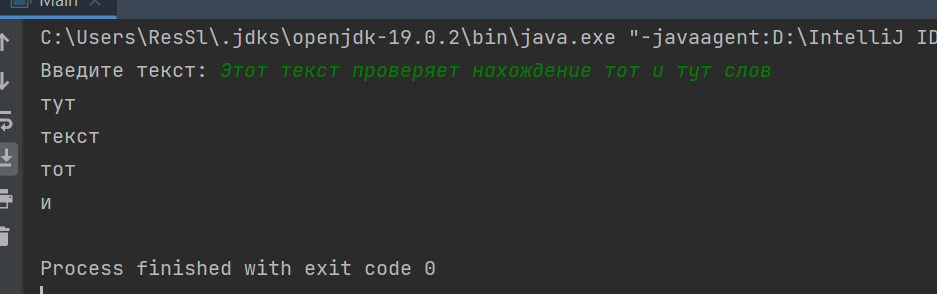 Main
C:\Users\ResSl\.jdks\openjdk-19.0.2\bin\java.exe "-javaagent:D:\IntelliJ ID
Введите текст: Этот текст проверяет нахождение тот и тут слов
тут
текст
тот
и
Process finished with exit code 0